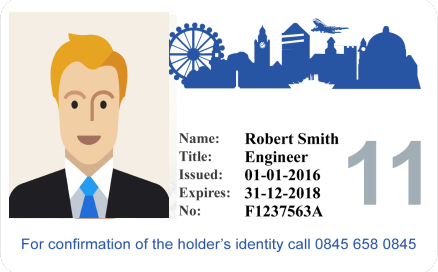 Name: Robert Smith
Title: Engineer
Issued: 01-01-2016
Expires: 31-12-2018
No: F1237563A
11
For confirmation of the holder's identity call 0845 658 0845